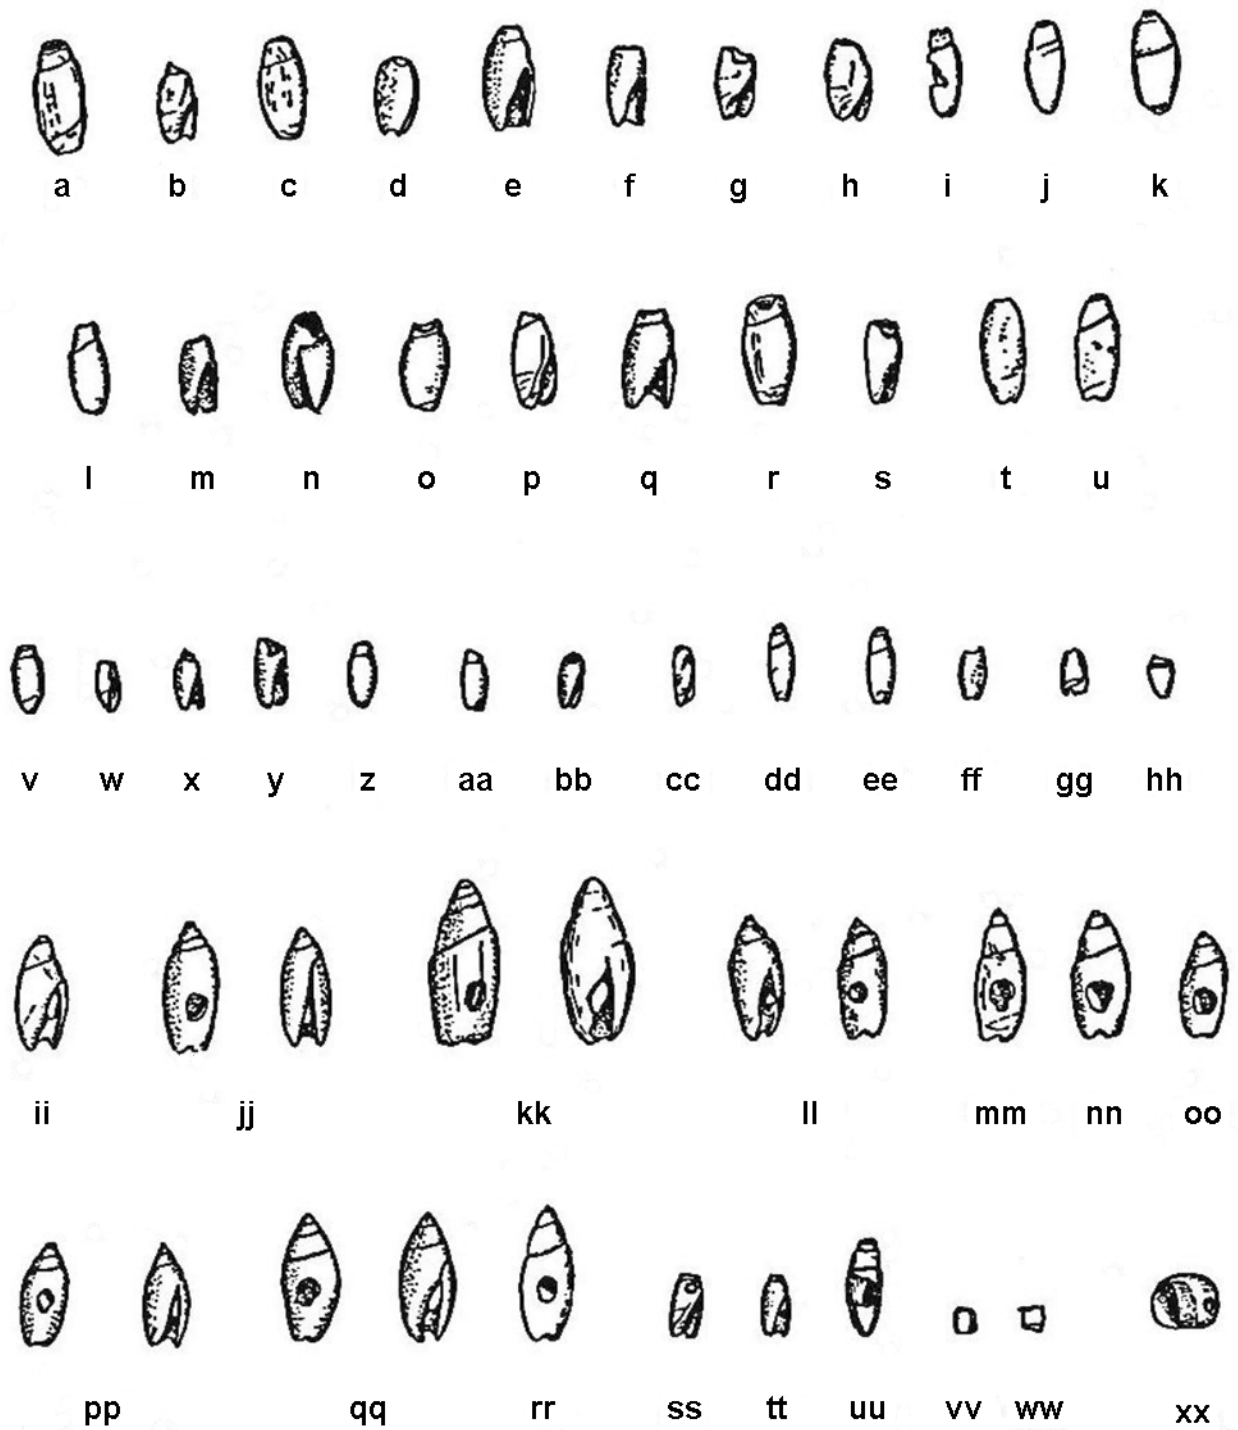 a b c d e f g h i j k
l m n o p q r s t u
v w x y z aa bb cc dd ee ff gg hh
ii jj kk ll mm nn oo
pp qq rr ss tt uu vv ww xx